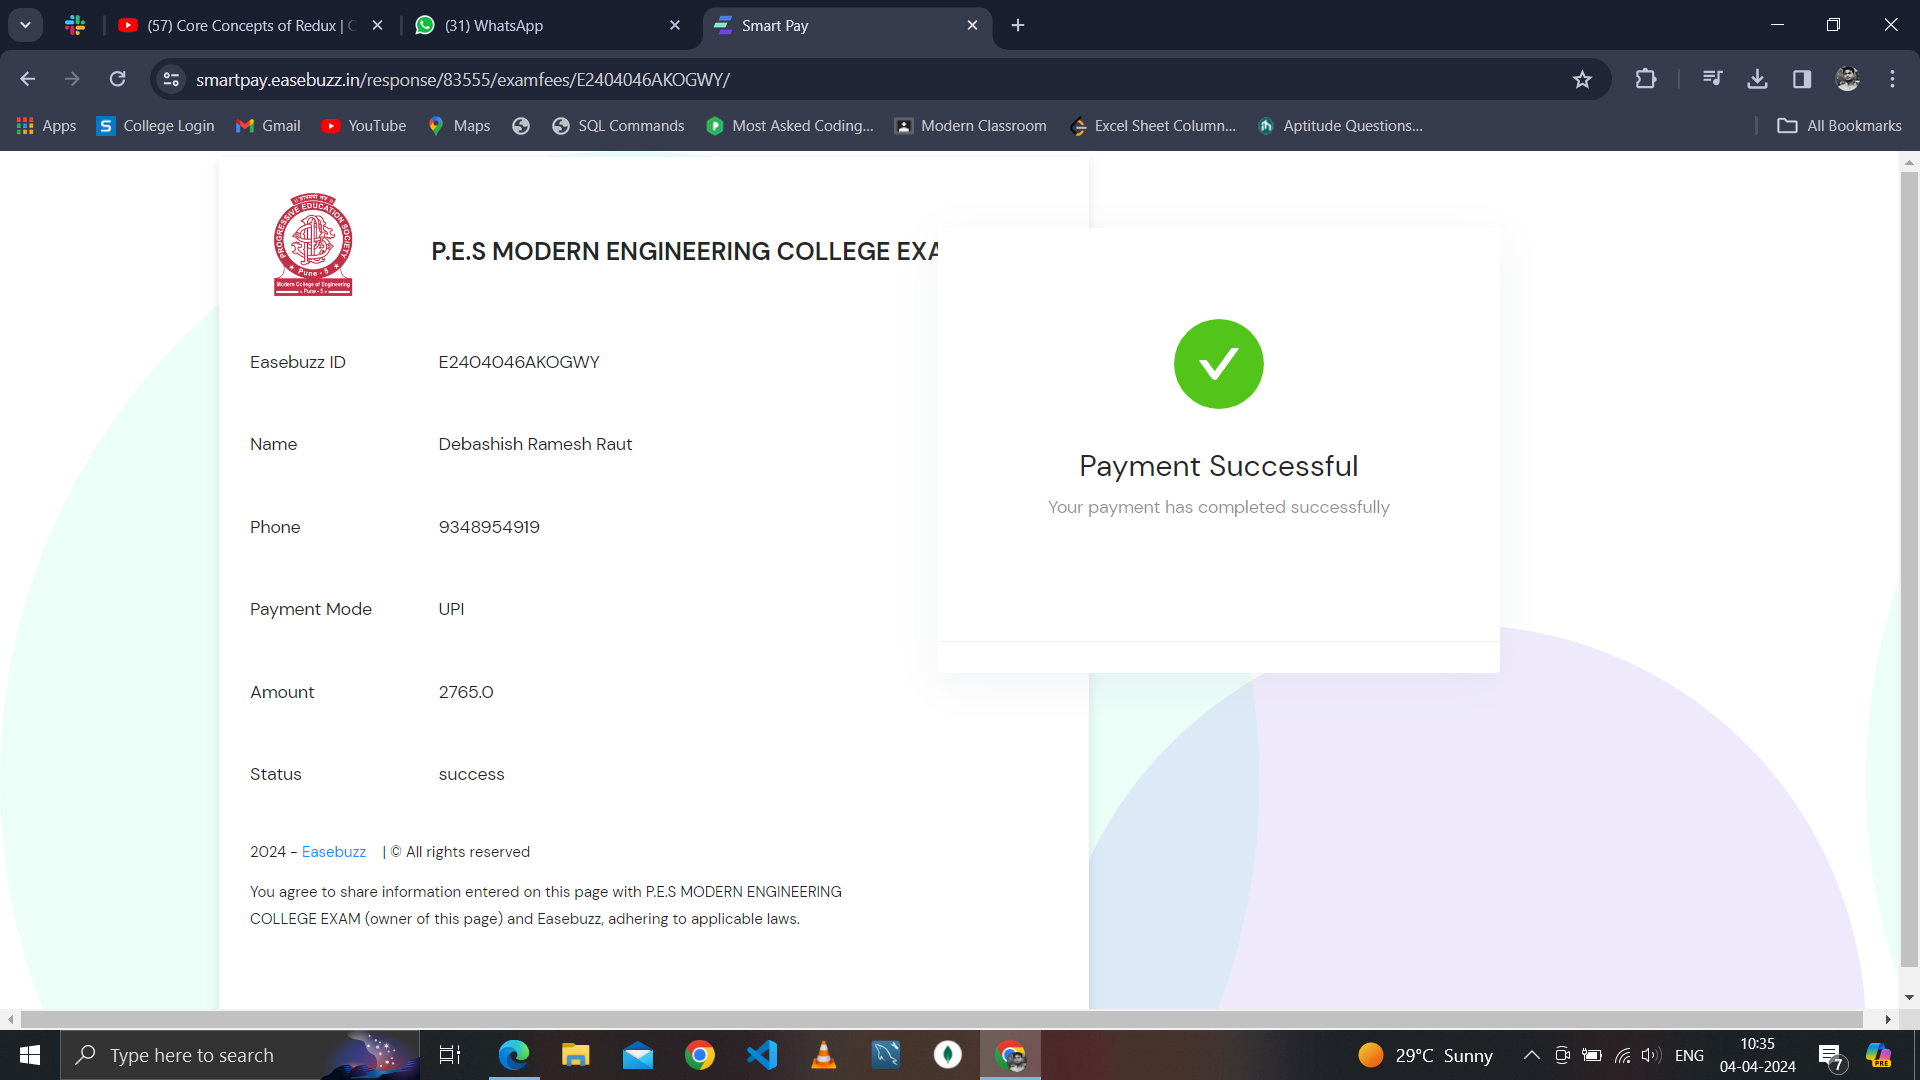 (57) Core Concepts of Redux |
(31) WhatsApp
Smart Pay
smartpay.easebuzz.in/response/83555/examfees/E2404046AKOGWY/
Apps
College Login
Gmail
YouTube
Maps
SQL Commands
Most Asked Coding...
Modern Classroom
Excel Sheet Column...
Aptitude Questions...
All Bookmarks
PROGRESSIVE EDUCATION SOCIETY
Pune - 5
Modern College of Engineering
Pune - 5
P.E.S MODERN ENGINEERING COLLEGE EXA
Easebuzz ID E2404046AKOGWY
Name Debashish Ramesh Raut
Phone 9348954919
Payment Mode UPI
Amount 2765.0
Status success
2024 - Easebuzz | © All rights reserved
You agree to share information entered on this page with P.E.S MODERN ENGINEERING
COLLEGE EXAM (owner of this page) and Easebuzz, adhering to applicable laws.
Payment Successful
Your payment has completed successfully
Type here to search
29°C Sunny
ENG
10:35
04-04-2024
7
PRE